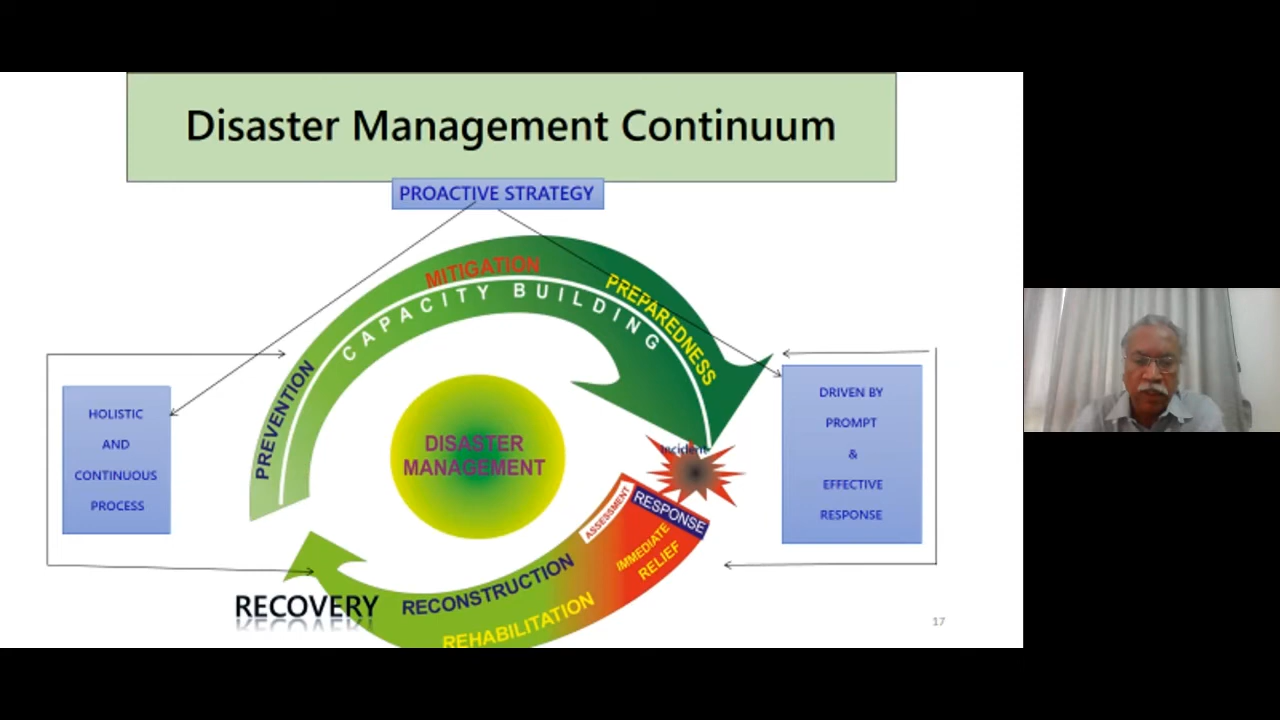 Disaster Management Continuum
PROACTIVE STRATEGY
MITIGATION
PREPAREDNESS
CAPACITY BUILDING
PREVENTION
HOLISTIC
AND
CONTINUOUS
PROCESS
DISASTER
MANAGEMENT
Incident
DRIVEN BY
PROMPT
&
EFFECTIVE
RESPONSE
ASSESSMENT
RESPONSE
IMMEDIATE
RELIEF
RECONSTRUCTION
REHABILITATION
RECOVERY
17